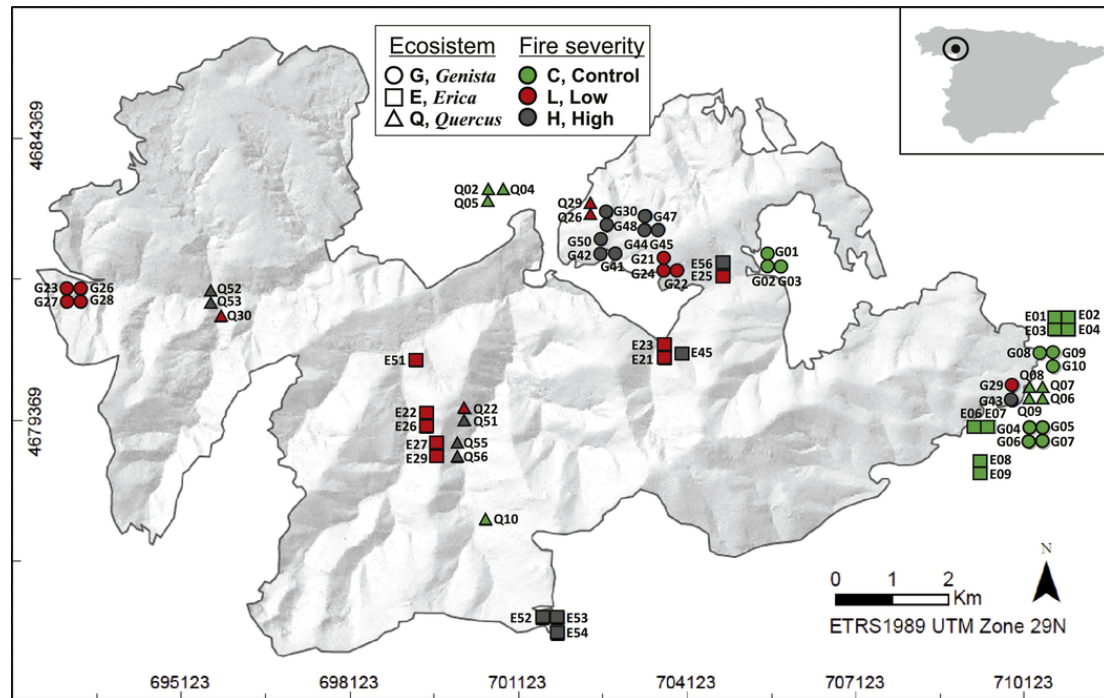 Ecosistem Fire severity
G, Genista C, Control
E, Erica L, Low
Q, Quercus H, High
4684369
Q02 Q04
Q05
Q29
Q26
G30 G47
G48
G50 G44 G45
G42 G41
G21
G24 G22
E56
E25
G01
G02 G03
G23 G26
G27 G28
Q52
Q53
Q30
E01 E02
E03 E04
E23
E21
E45
E51
G08 G09
G10
Q08
G29 Q07
G43 Q06
Q09
4679369
E22
E26
Q22
Q51
E06 E07
G04 G05
G06 G07
E27
E29
Q55
Q56
E08
E09
Q10
N
0 1 2
Km
E52 E53
E54
ETRS1989 UTM Zone 29N
695123 698123 701123 704123 707123 710123